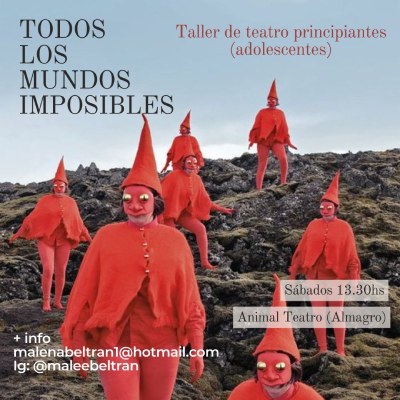 TODOS
LOS
MUNDOS
IMPOSIBLES
Taller de teatro principiantes
(adolescentes)
Sábados 13.30hs
Animal Teatro (Almagro)
+ info
malenabeltran1@hotmail.com
Ig: @maleebeltran